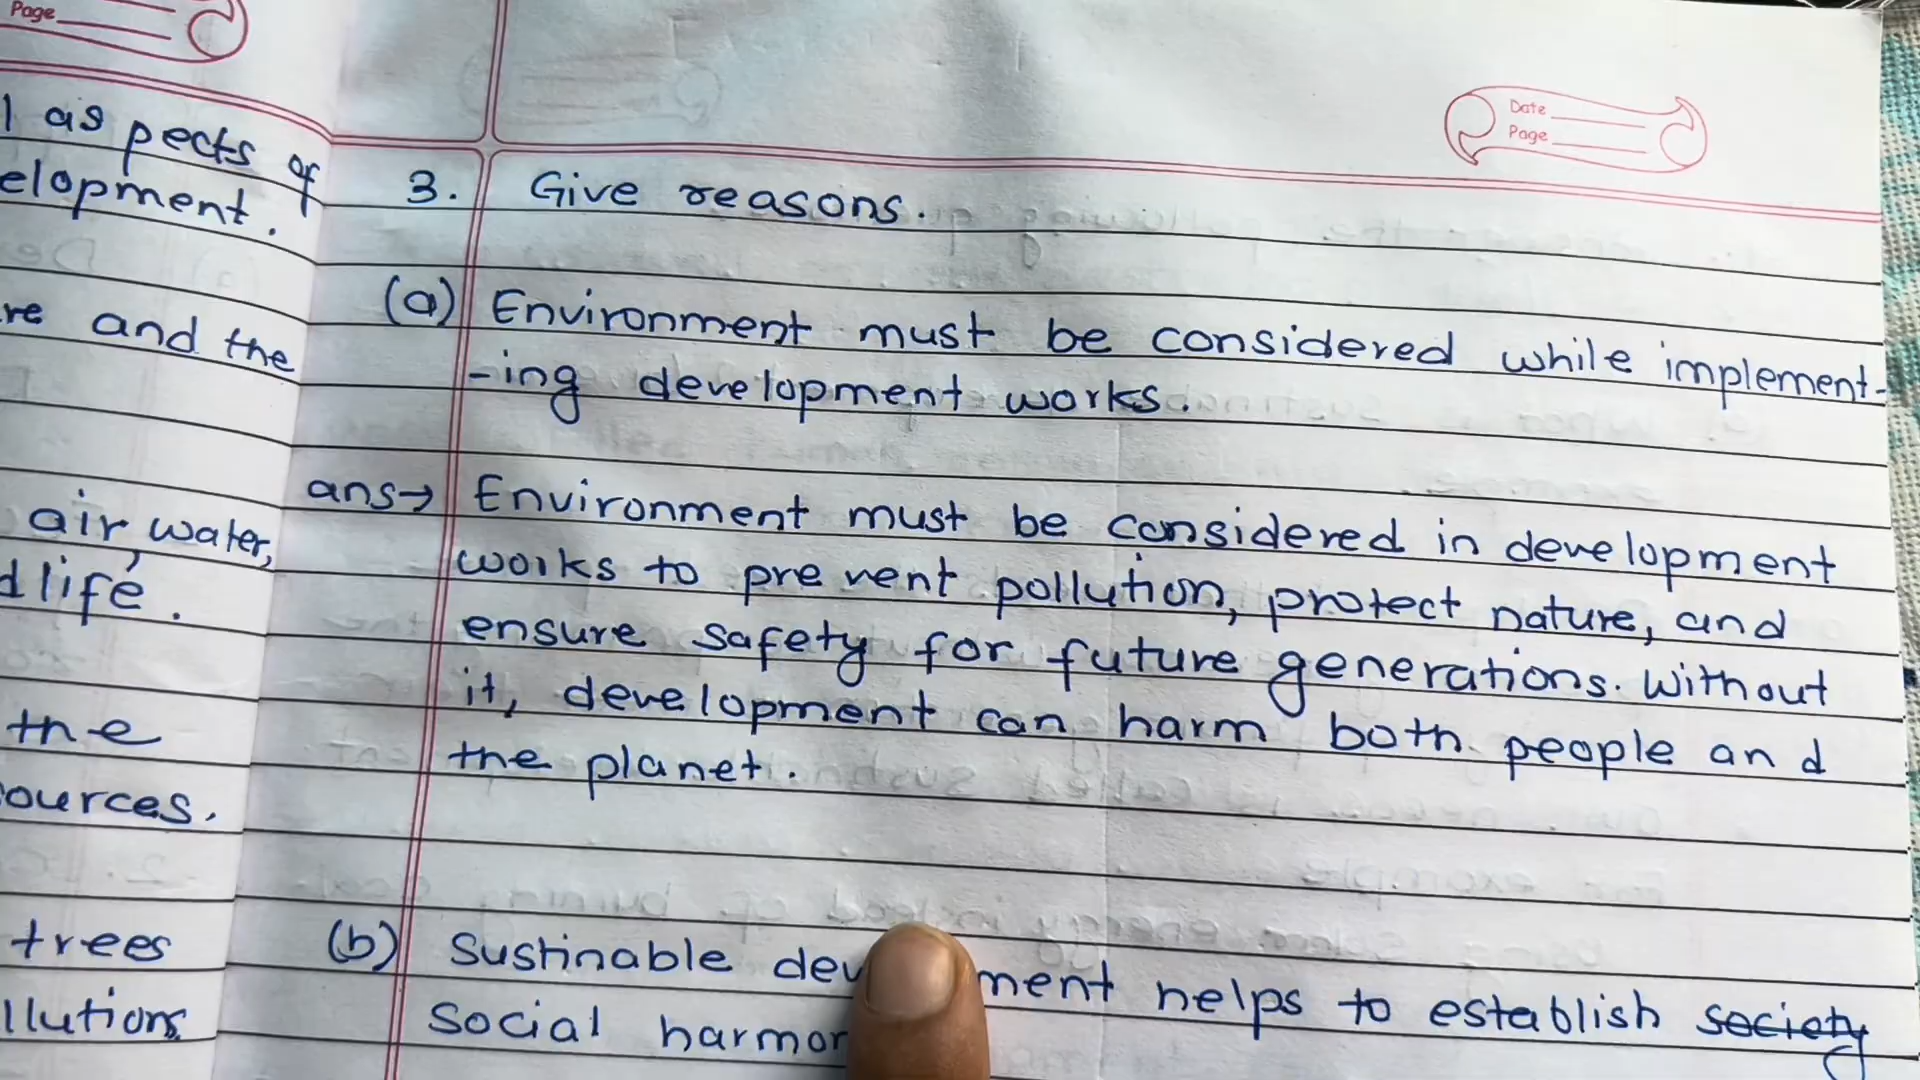 Page
l aspects of
elopment.
re and the
air, water,
dlife.
the
ources.
trees
llutions
Date
Page
3. Give reasons.
(a) Environment must be considered while implement-
-ing development works.
ans→ Environment must be considered in development
works to prevent pollution, protect nature, and
ensure safety for future generations. Without
it, development can harm both people and
the planet.
(b) Sustinable dev ment helps to establish society
Social harmon